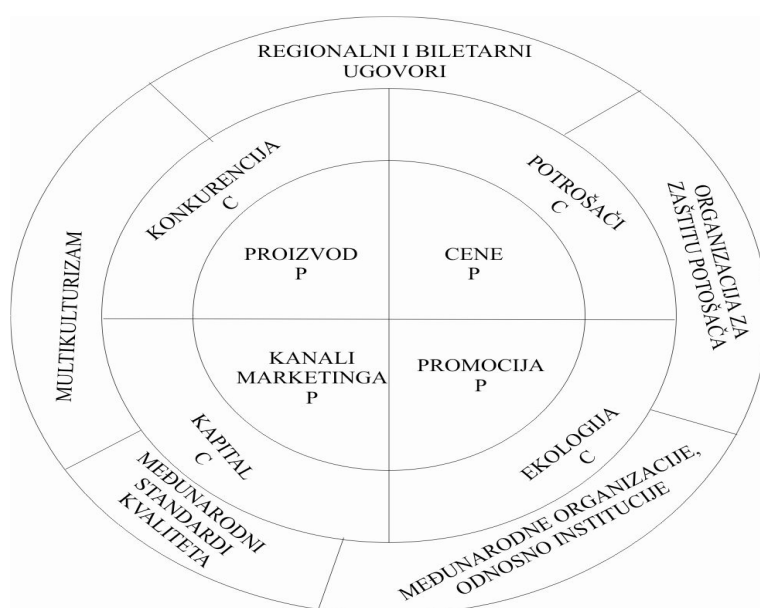 REGIONALNI I BILETARNI
UGOVORI
KONKURENCIJA
C
POTROŠAČI
C
ORGANIZACIJA ZA
ZAŠTITU POTOŠAČA
MULTIKULTURIZAM
PROIZVOD
P
CENE
P
KANALI
MARKETINGA
P
PROMOCIJA
P
KAPITAL
C
EKOLOGIJA
C
MEĐUNARODNI
STANDARDI
KVALITETA
MEĐUNARODNE ORGANIZACIJE,
ODNOSNO INSTITUCIJE